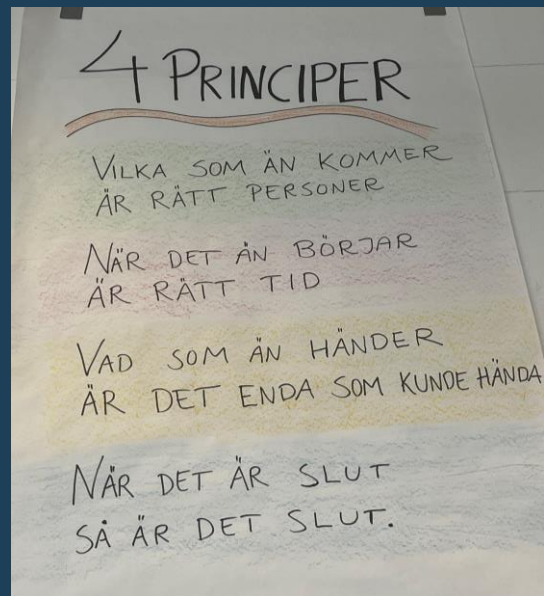 4 PRINCIPER
VILKA SOM ÄN KOMMER
ÄR RÄTT PERSONER
NÄR DET ÄN BÖRJAR
ÄR RÄTT TID
VAD SOM ÄN HÄNDER
ÄR DET ENDA SOM KUNDE HÄNDA
NÄR DET ÄR SLUT
SÅ ÄR DET SLUT.